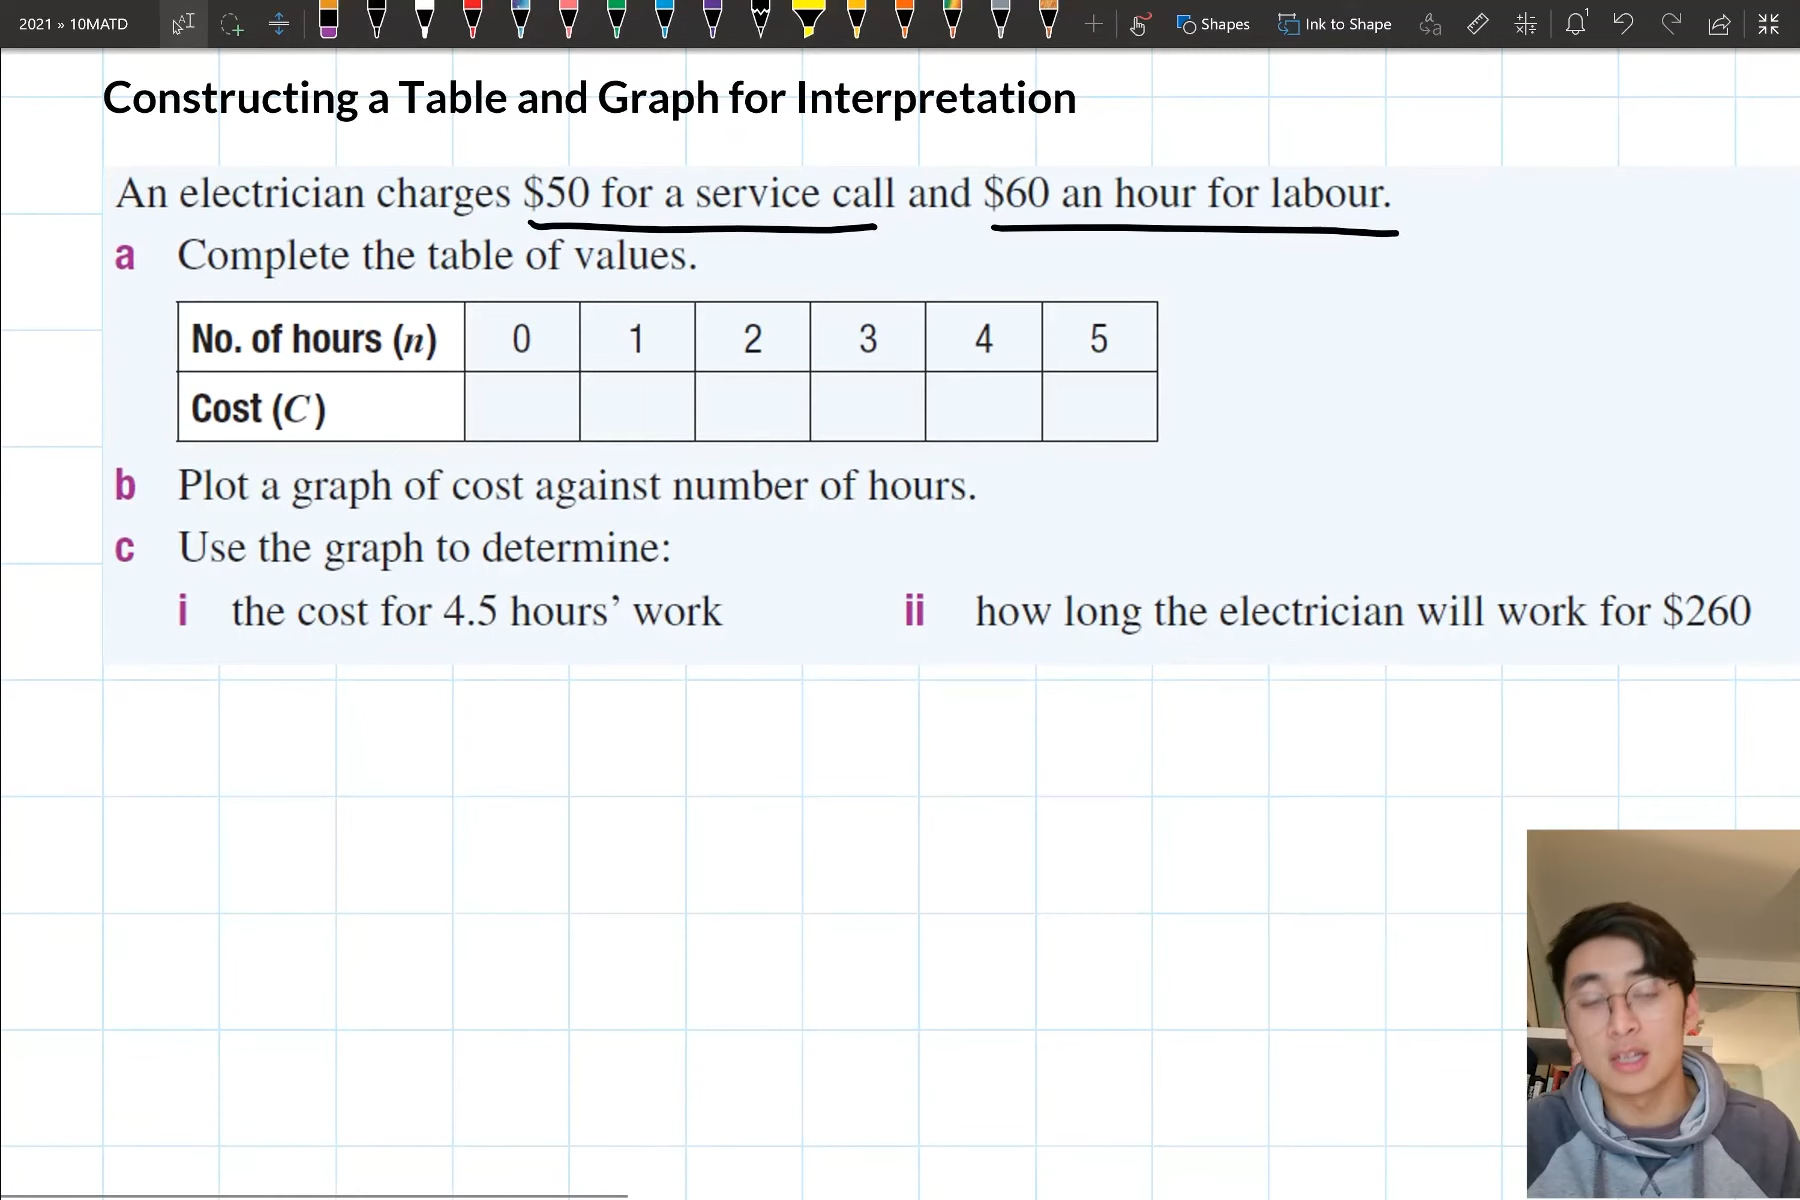 2021 » 10MATD
Shapes
Ink to Shape
1
Constructing a Table and Graph for Interpretation
An electrician charges $50 for a service call and $60 an hour for labour.
a Complete the table of values.
No. of hours (n) 0 1 2 3 4 5
Cost (C)
b Plot a graph of cost against number of hours.
c Use the graph to determine:
i the cost for 4.5 hours’ work ii how long the electrician will work for $260